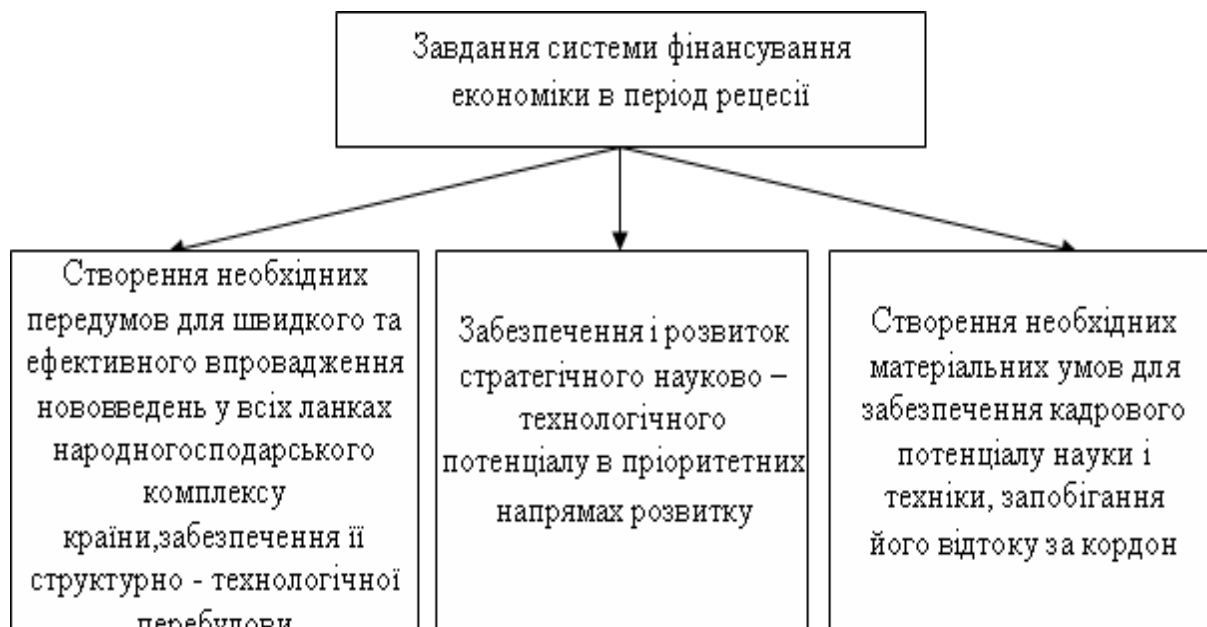 Завдання системи фінансування
економіки в період рецесії
Створення необхідних
передумов для швидкого та
ефективного впровадження
нововведень у всіх ланках
народногосподарського
комплексу
країни,забезпечення її
структурно - технологічної
перебудови
Забезпечення і розвиток
стратегічного науково –
технологічного
потенціалу в пріоритетних
напрямах розвитку
Створення необхідних
матеріальних умов для
забезпечення кадрового
потенціалу науки і
техніки, запобігання
його відтоку за кордон